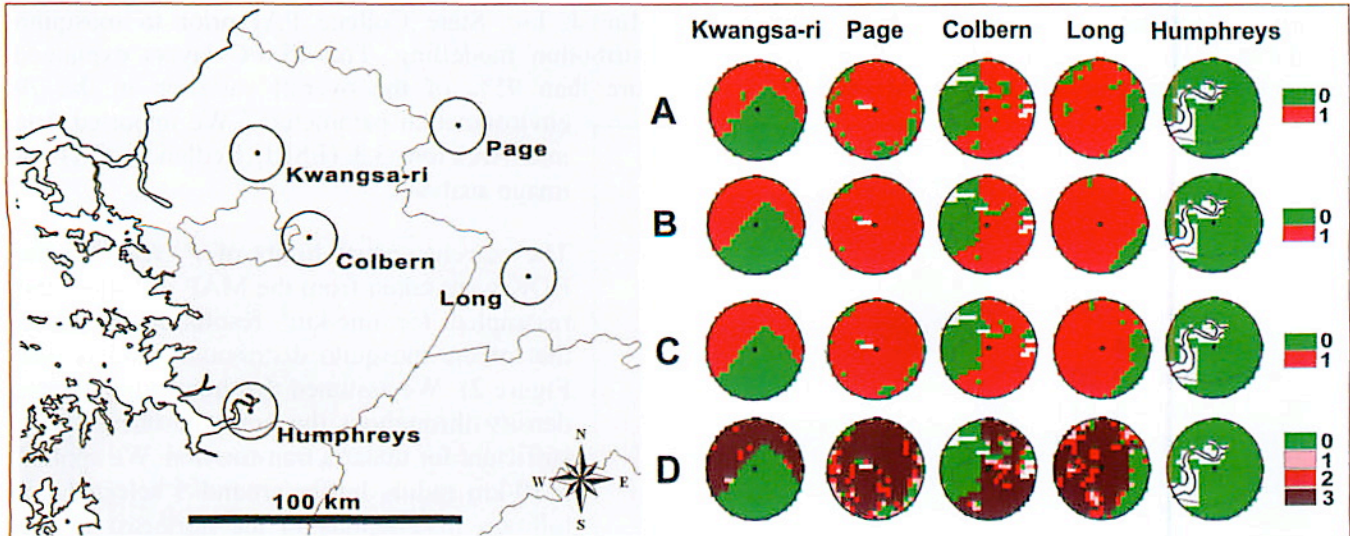 Kwangsa-ri Page Colbern Long Humphreys
Page
Kwangsa-ri
Colbern
Long
Humphreys
N
W E
S
100 km
A
0
1
B
0
1
C
0
1
D
0
1
2
3